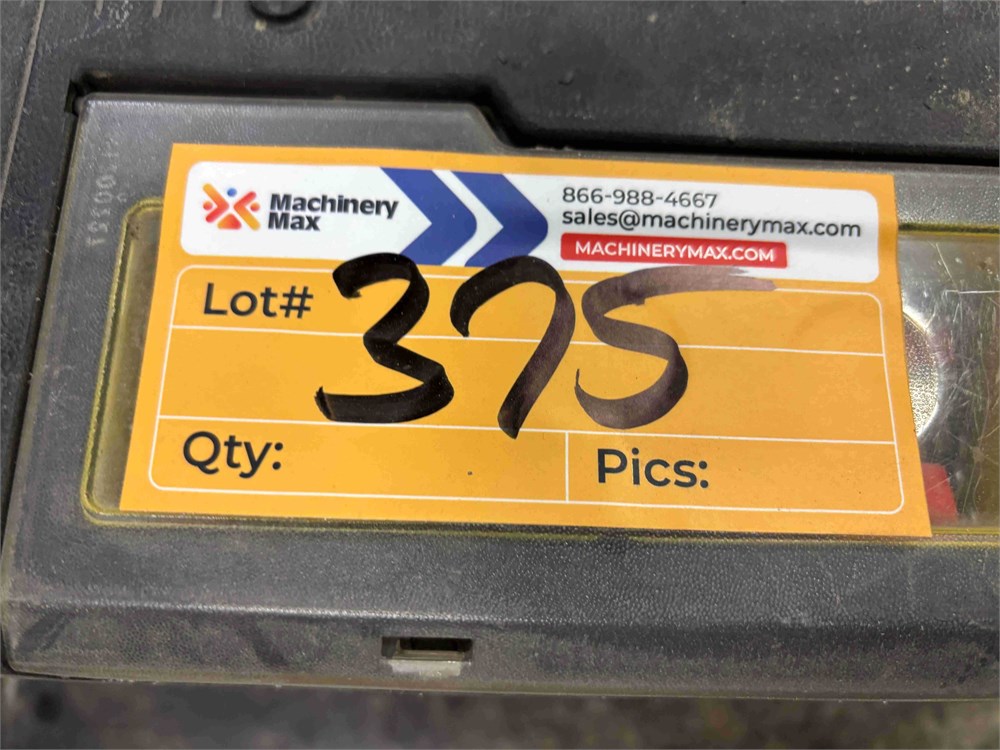 Machinery
Max
866-988-4667
sales@machinerymax.com
MACHINERYMAX.COM
Lot# 375
Qty:
Pics: